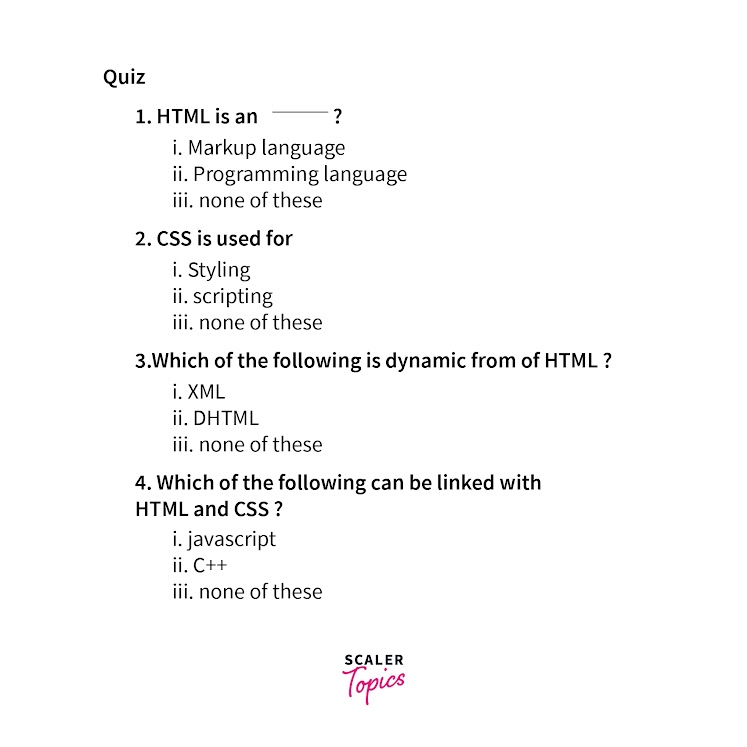 Quiz
1. HTML is an ______ ?
i. Markup language
ii. Programming language
iii. none of these
2. CSS is used for
i. Styling
ii. scripting
iii. none of these
3.Which of the following is dynamic from of HTML ?
i. XML
ii. DHTML
iii. none of these
4. Which of the following can be linked with
HTML and CSS ?
i. javascript
ii. C++
iii. none of these
SCALER
Topics